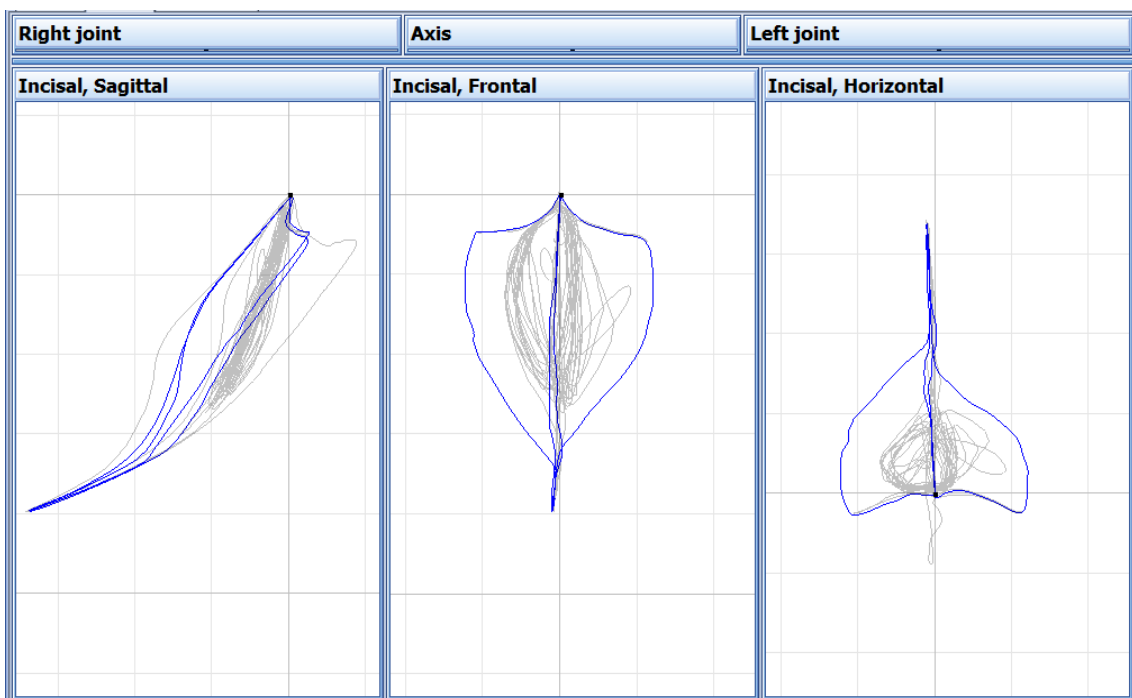 Right joint
Axis
Left joint
Incisal, Sagittal
Incisal, Frontal
Incisal, Horizontal